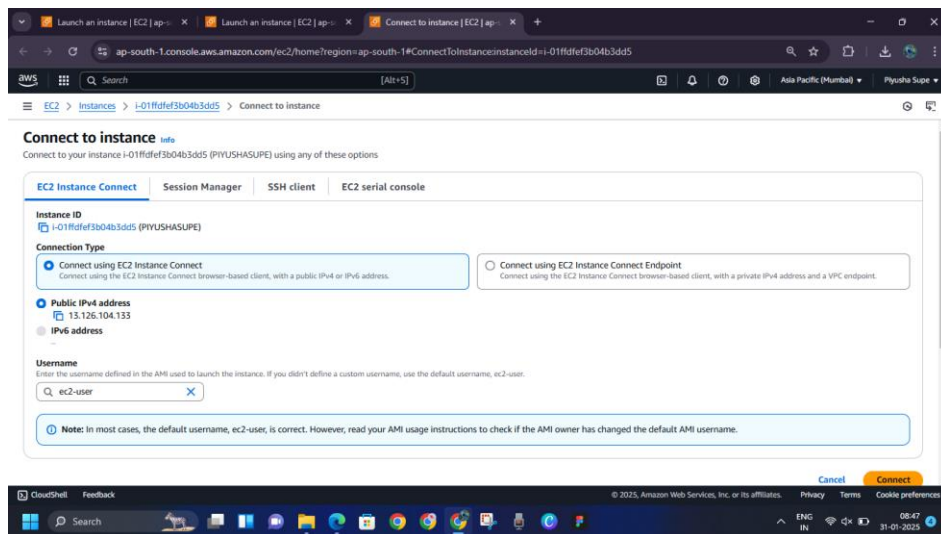 Launch an instance | EC2 | ap-s
Launch an instance | EC2 | ap-s
Connect to instance | EC2 | ap-s
ap-south-1.console.aws.amazon.com/ec2/home?region=ap-south-1#ConnectToInstance:instanceId=i-01ffdfef3b04b3dd5
aws
Search
[Alt+S]
Asia Pacific (Mumbai)
Piyusha Supe
EC2 > Instances > i-01ffdfef3b04b3dd5 > Connect to instance
Connect to instance Info
Connect to your instance i-01ffdfef3b04b3dd5 (PIYUSHASUPE) using any of these options
EC2 Instance Connect
Session Manager
SSH client
EC2 serial console
Instance ID
i-01ffdfef3b04b3dd5 (PIYUSHASUPE)
Connection Type
Connect using EC2 Instance Connect
Connect using the EC2 Instance Connect browser-based client, with a public IPv4 or IPv6 address.
Connect using EC2 Instance Connect Endpoint
Connect using the EC2 Instance Connect browser-based client, with a private IPv4 address and a VPC endpoint.
Public IPv4 address
13.126.104.133
IPv6 address
—
Username
Enter the username defined in the AMI used to launch the instance. If you didn't define a custom username, use the default username, ec2-user.
ec2-user
Note: In most cases, the default username, ec2-user, is correct. However, read your AMI usage instructions to check if the AMI owner has changed the default AMI username.
Cancel
Connect
CloudShell
Feedback
© 2025, Amazon Web Services, Inc. or its affiliates.
Privacy
Terms
Cookie preferences
Search
ENG
IN
08:47
31-01-2025